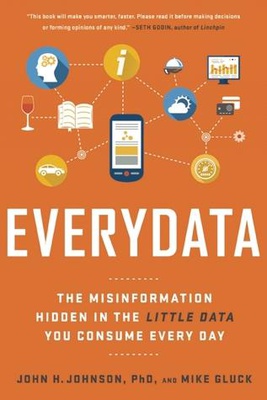 "This book will make you smarter, faster. Please read it before making decisions
or forming opinions of any kind." —SETH GODIN, author of Linchpin
i
EVERYDATA
THE MISINFORMATION
HIDDEN IN THE LITTLE DATA
YOU CONSUME EVERY DAY
JOHN H. JOHNSON, PhD, AND MIKE GLUCK